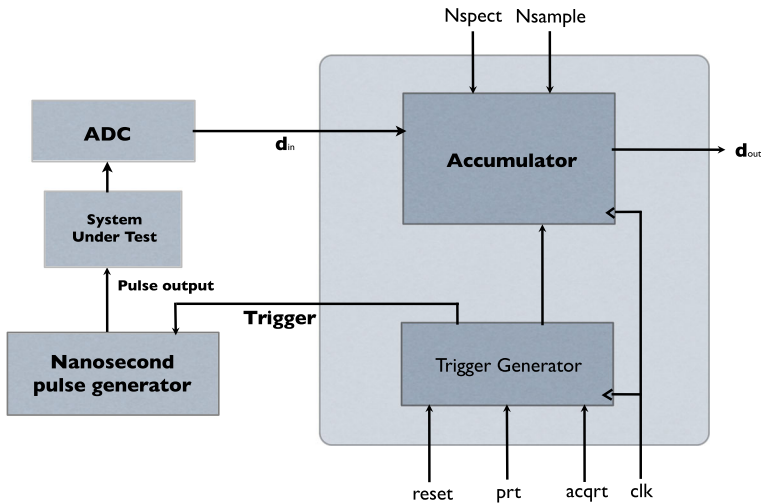 Nspect Nsample
ADC
din
Accumulator
dout
System
Under Test
Pulse output
Trigger
Nanosecond
pulse generator
Trigger Generator
reset prt acqrt clk